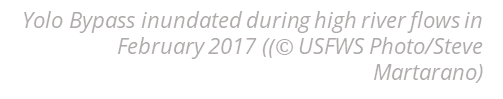 Yolo Bypass inundated during high river flows in
February 2017 ((© USFWS Photo/Steve
Martarano)